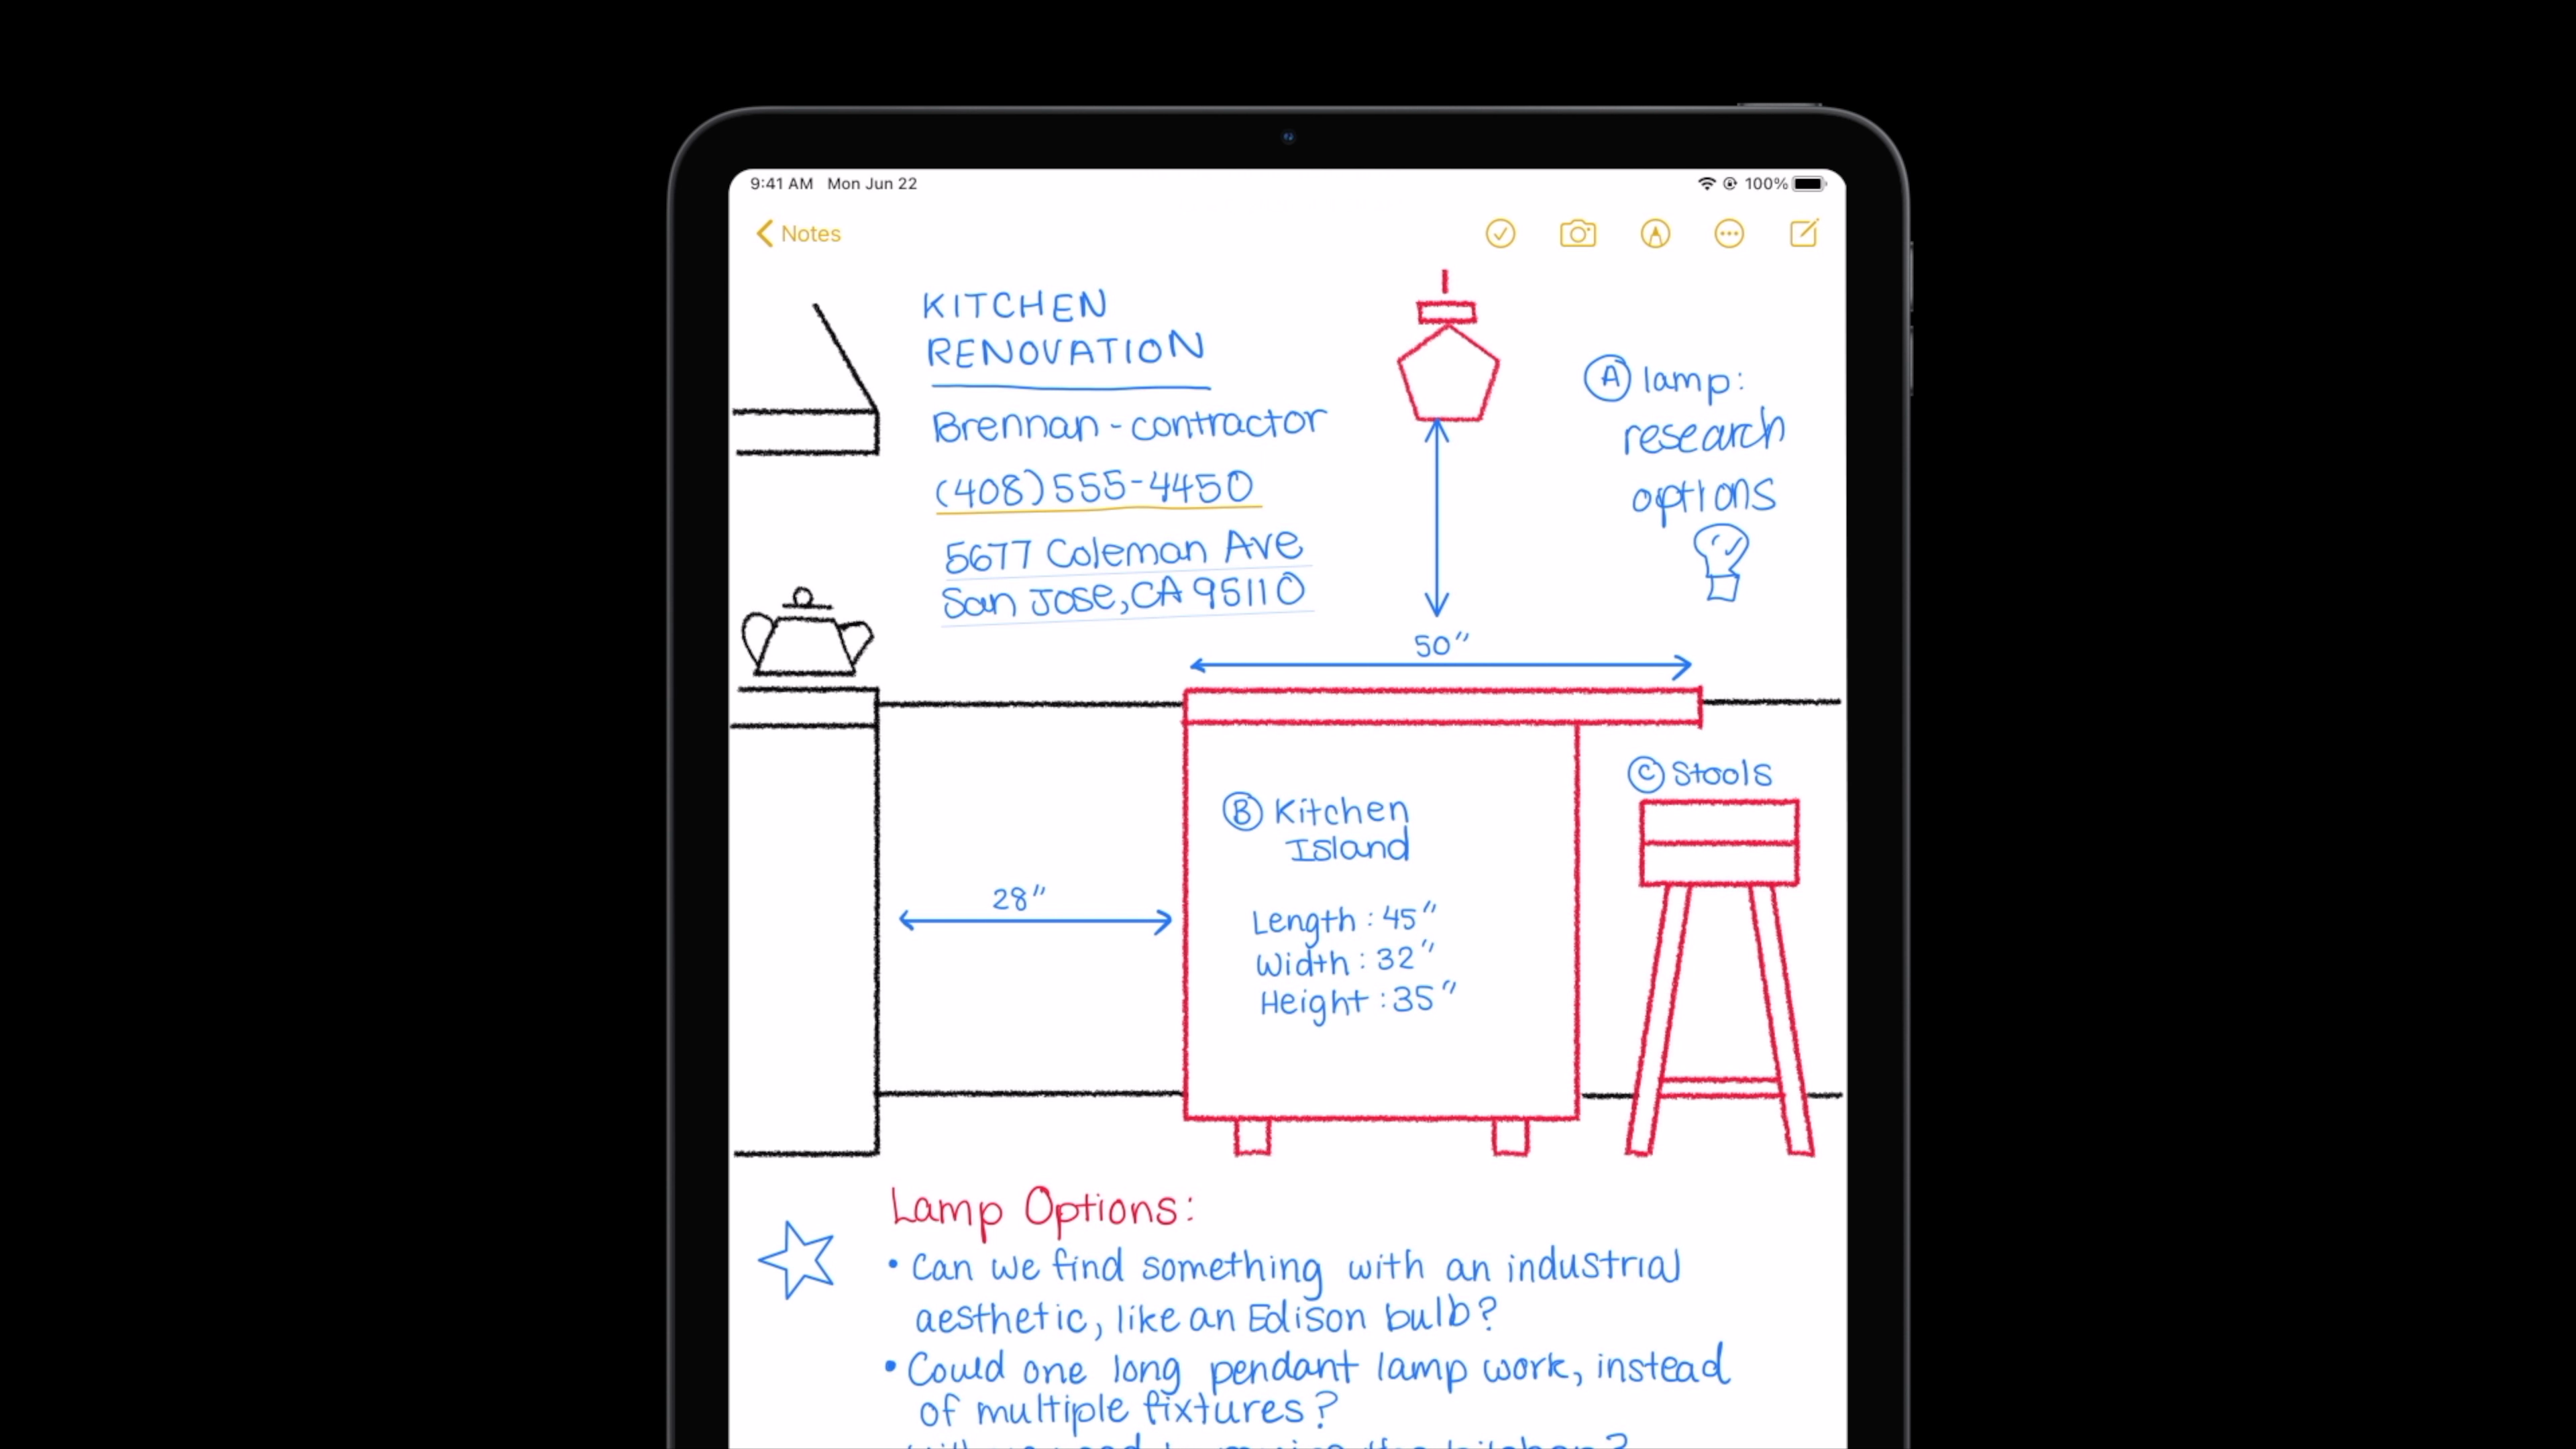 9:41 AM Mon Jun 22
100%
Notes
KITCHEN
RENOVATION
Brennan - contractor
(408) 555-4450
5677 Coleman Ave
San Jose, CA 95110
A lamp:
research
options
50"
28"
B Kitchen
Island
Length : 45"
Width : 32"
Height : 35"
C Stools
Lamp Options:
• Can we find something with an industrial
aesthetic, like an Edison bulb?
• Could one long pendant lamp work, instead
of multiple fixtures?
kitchen?